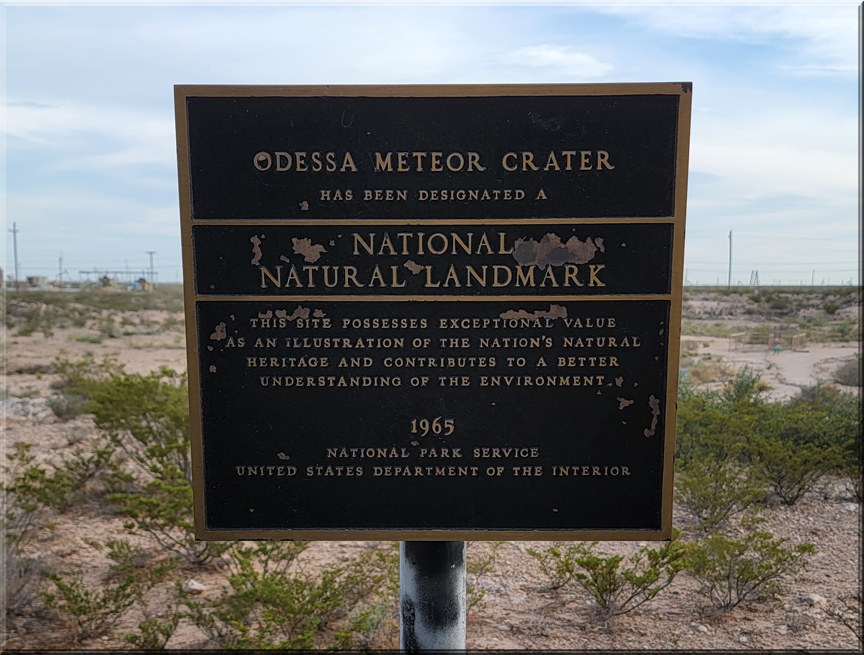 ODESSA METEOR CRATER
HAS BEEN DESIGNATED A
NATIONAL
NATURAL LANDMARK
THIS SITE POSSESSES EXCEPTIONAL VALUE
AS AN ILLUSTRATION OF THE NATION'S NATURAL
HERITAGE AND CONTRIBUTES TO A BETTER
UNDERSTANDING OF THE ENVIRONMENT.
1965
NATIONAL PARK SERVICE
UNITED STATES DEPARTMENT OF THE INTERIOR